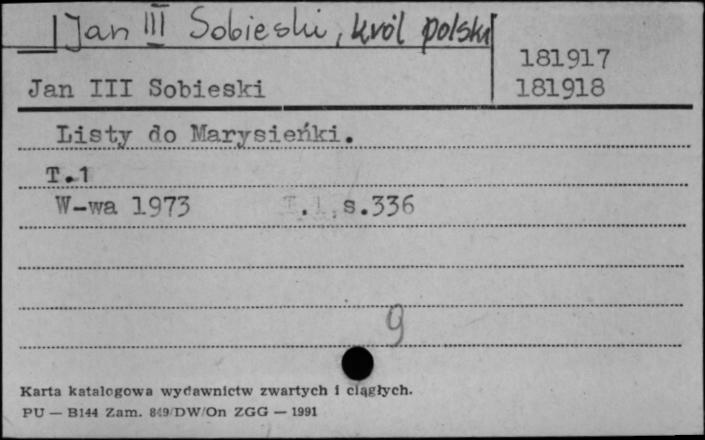 Jan III Sobieski, król polski
181917
Jan III Sobieski
181918
Listy do Marysieńki.
T.1
W-wa 1973 T.1, s.336
9
Karta katalogowa wydawnictw zwartych i ciągłych.
PU — B144 Zam. 849/DW/On ZGG — 1991